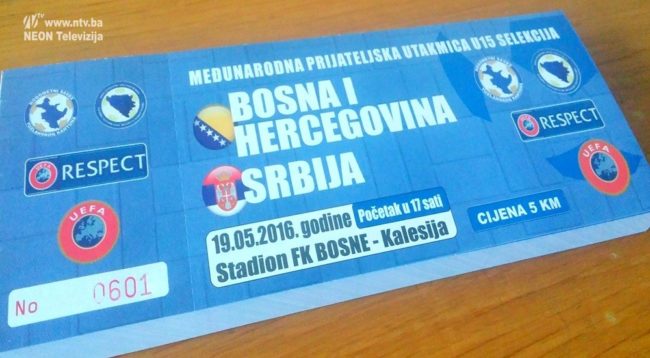 www.ntv.ba
NEON Televizija
MEĐUNARODNA PRIJATELJSKA UTAKMICA U15 SELEKCIJA
BOSNA I
HERCEGOVINA
SRBIJA
19.05.2016. godine
Početak u 17 sati
Stadion FK BOSNE - Kalesija
CIJENA 5 KM
RESPECT
UEFA
No 0601
RESPECT
UEFA